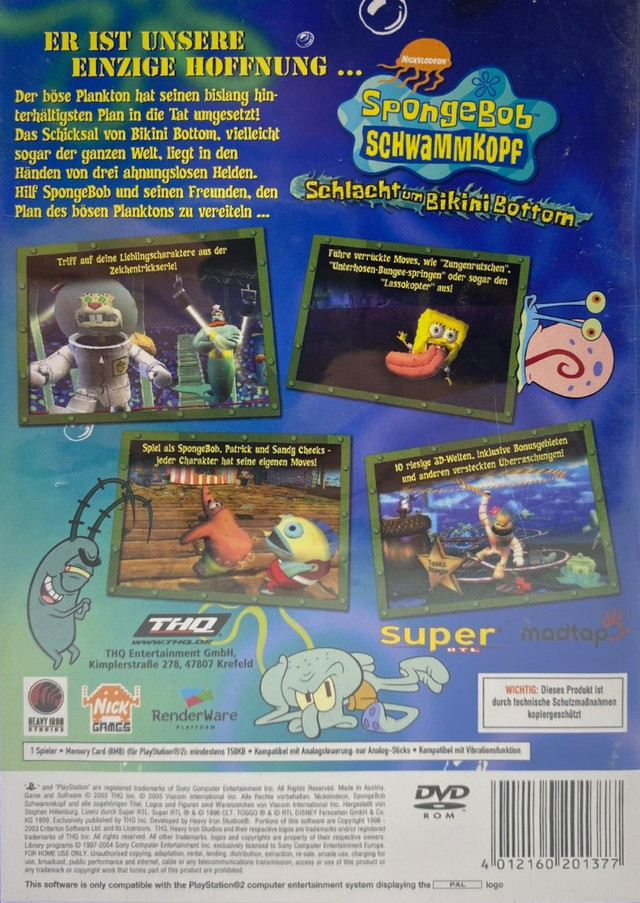 ER IST UNSERE
EINZIGE HOFFNUNG ...
Der böse Plankton hat seinen bislang hin-
terhältigsten Plan in die Tat umgesetzt!
Das Schicksal von Bikini Bottom, vielleicht
sogar der ganzen Welt, liegt in den
Händen von drei ahnungslosen Helden.
Hilf SpongeBob und seinen Freunden, den
Plan des bösen Planktons zu vereiteln ...
NICKELODEON
SpongeBob
SCHWAMMKOPF
Schlacht um Bikini Bottom
Triff auf deine Lieblingscharaktere aus der
Zeichentrickserie!
Führe verrückte Moves, wie "Zungenrutschen",
"Unterhosen-Bungee-springen" oder sogar den
"Lassokopter" aus!
Spiel als SpongeBob, Patrick und Sandy Cheeks -
jeder Charakter hat seine eigenen Moves!
10 riesige 3D-Welten, inklusive Bonusgebieten
und anderen versteckten Überraschungen!
TEXAS
THQ
WWW.THQ.DE
THQ Entertainment GmbH,
Kimplerstraße 278, 47807 Krefeld
super
RTL
madtap
HEAVY IRON
STUDIOS
NICK
GAMES
RenderWare
PLATFORM
WICHTIG: Dieses Produkt ist
durch technische Schutzmaßnahmen
kopiergeschützt
1 Spieler • Memory Card (8MB) (für PlayStation®2): mindestens 150KB • Kompatibel mit Analogsteuerung: nur Analog-Sticks • Kompatibel mit Vibrationsfunktion
" " and "PlayStation" are registered trademarks of Sony Computer Entertainment Inc. All Rights Reserved. Made in Austria.
Game and Software © 2003 THQ Inc. © 2003 Viacom International Inc. Alle Rechte vorbehalten. Nickelodeon, SpongeBob
Schwammkopf und alle zugehörigen Titel, Logos und Figuren sind Warenzeichen von Viacom International Inc. Hergestellt von
Stephen Hillenburg. Lizenz durch Super RTL. Super RTL ® & © 1996 CLT. TOGGO ® & © RTL DISNEY Fernsehen GmbH & Co.
KG 1999. Exclusively published by THQ Inc. Developed by Heavy Iron Studios®. Portions of this software are Copyright 1998 -
2003 Criterion Software Ltd. and its Licensors. THQ, Heavy Iron Studios and their respective logos are trademarks and/or registered
trademarks of THQ Inc. All rights reserved. All other trademarks, logos and copyrights are property of their respective owners.
Library programs © 1997-2004 Sony Computer Entertainment Inc. exclusively licensed to Sony Computer Entertainment Europe.
FOR HOME USE ONLY. Unauthorised copying, adaptation, rental, lending, distribution, extraction, re-sale, arcade use, charging for
use, broadcast, public performance and internet, cable or any telecommunications transmission, access or use of this product or
any trademark or copyright work that forms part of this product are prohibited.
This software is only compatible with the PlayStation®2 computer entertainment system displaying the PAL logo
DVD
ROM
4 012160 201377